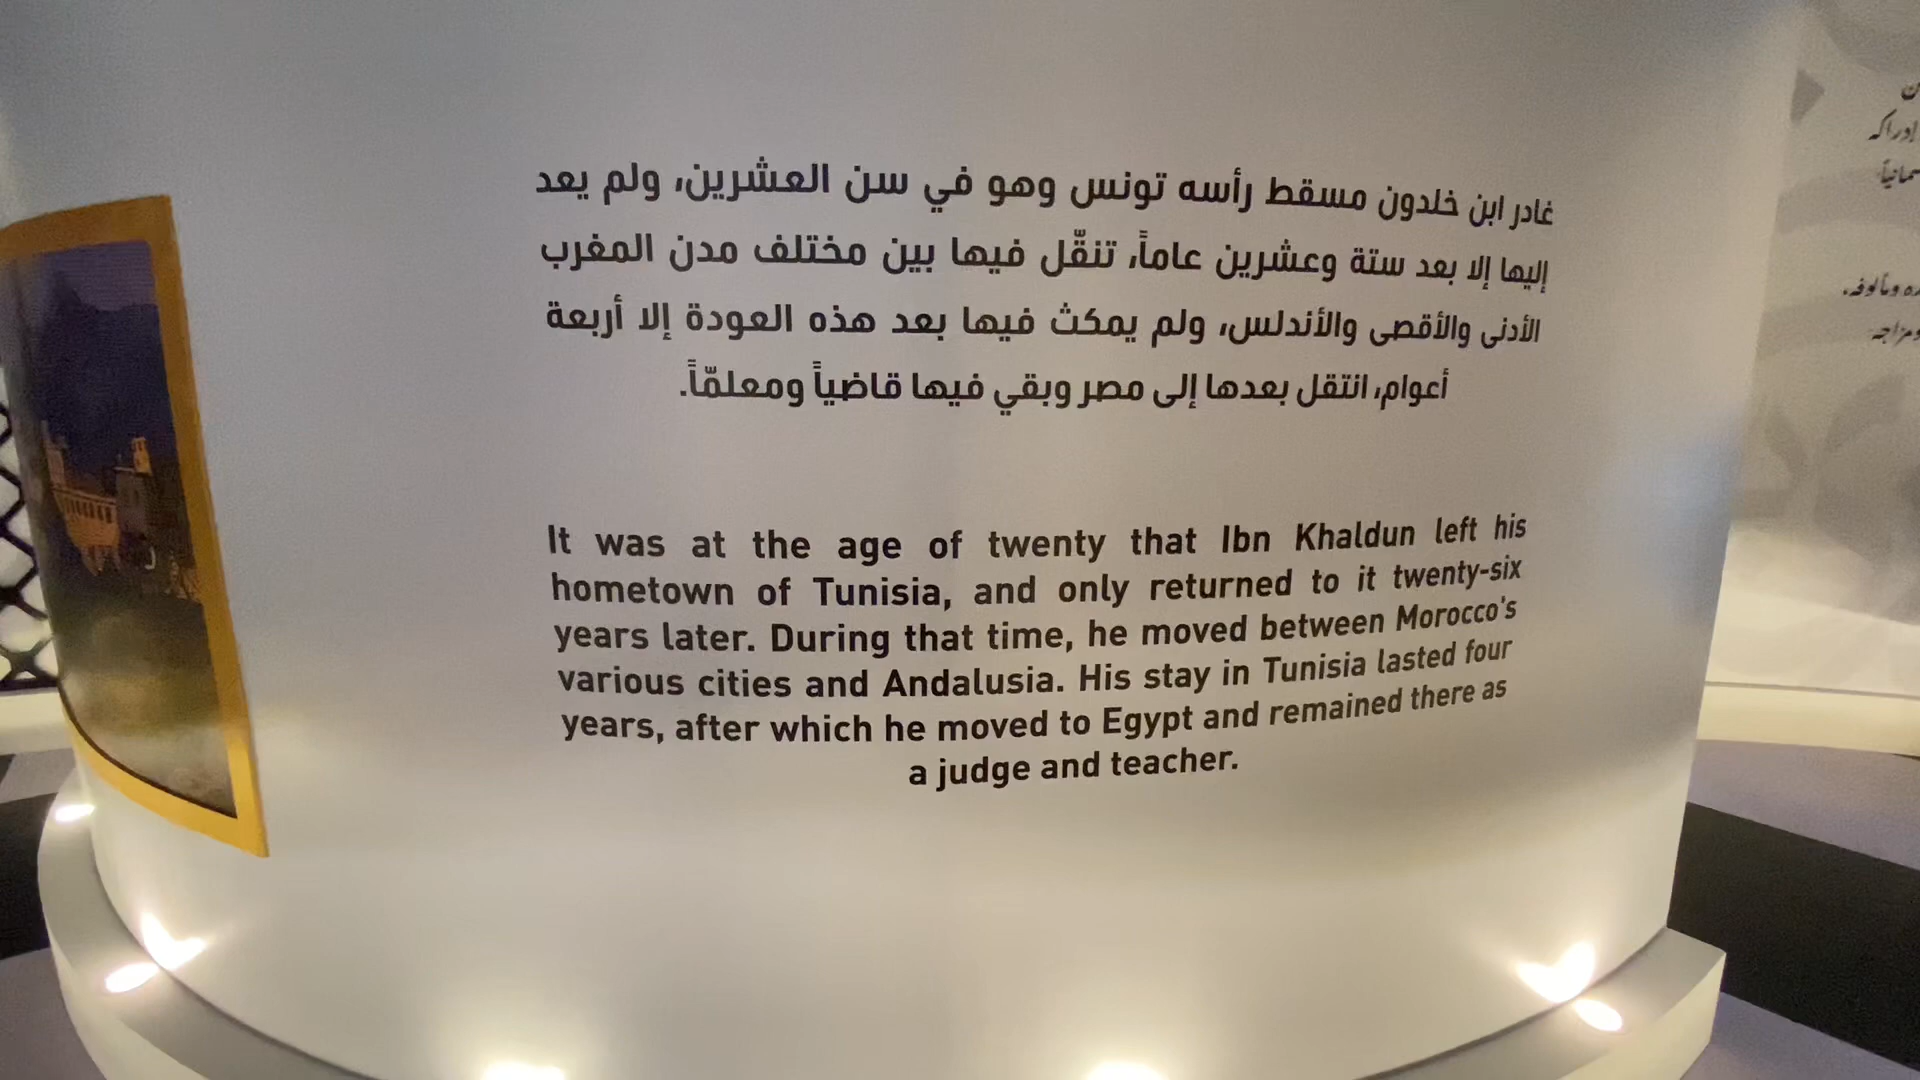 غادر ابن خلدون مسقط رأسه تونس وهو في سن العشرين، ولم يعد
إليها إلا بعد ستة وعشرين عاماً، تنقّل فيها بين مختلف مدن المغرب
الأدنى والأقصى والأندلس، ولم يمكث فيها بعد هذه العودة إلا أربعة
أعوام، انتقل بعدها إلى مصر وبقي فيها قاضياً ومعلمّاً.
It was at the age of twenty that Ibn Khaldun left his
hometown of Tunisia, and only returned to it twenty-six
years later. During that time, he moved between Morocco's
various cities and Andalusia. His stay in Tunisia lasted four
years, after which he moved to Egypt and remained there as
a judge and teacher.